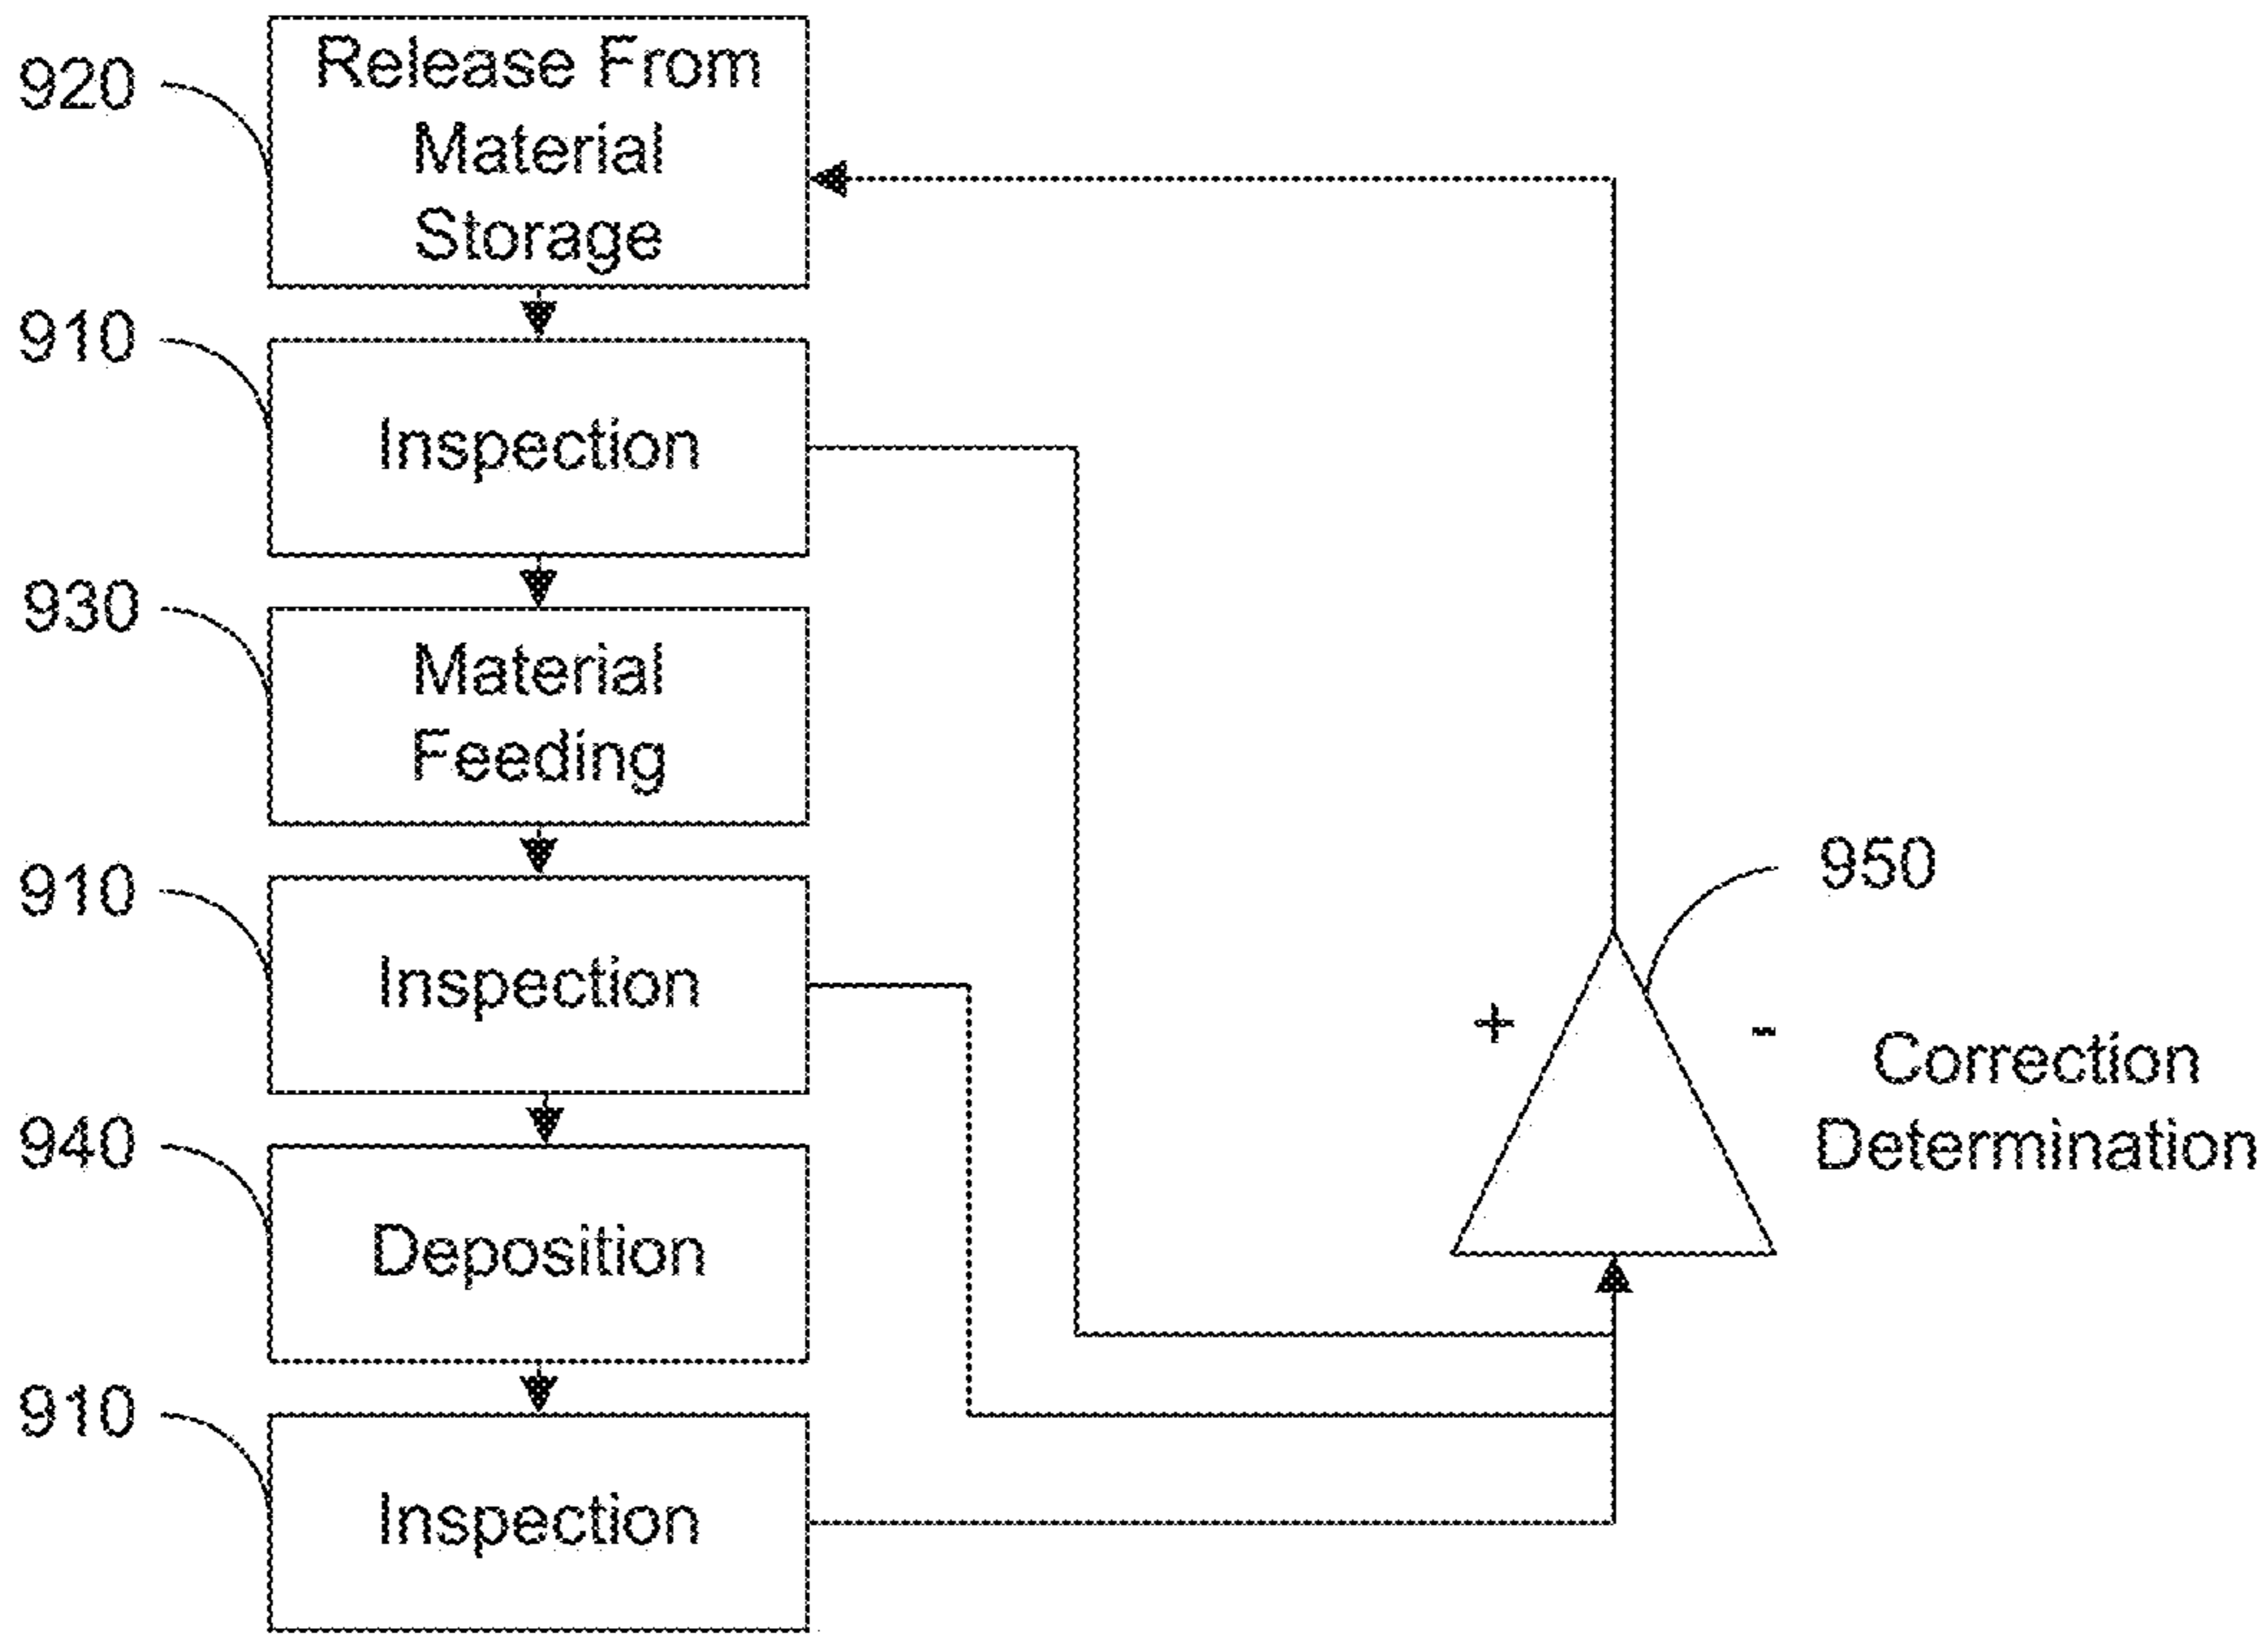 920
Release From
Material
Storage
910
Inspection
930
Material
Feeding
910
Inspection
950
+
-
Correction
Determination
940
Deposition
910
Inspection